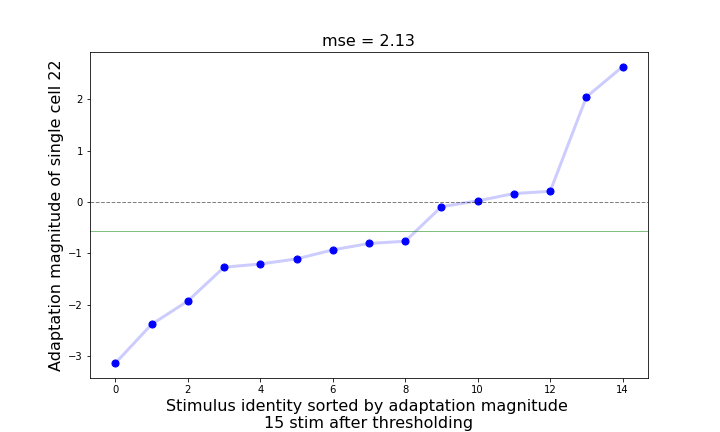 mse = 2.13
Adaptation magnitude of single cell 22
2
1
0
−1
−2
−3
0 2 4 6 8 10 12 14
Stimulus identity sorted by adaptation magnitude
15 stim after thresholding